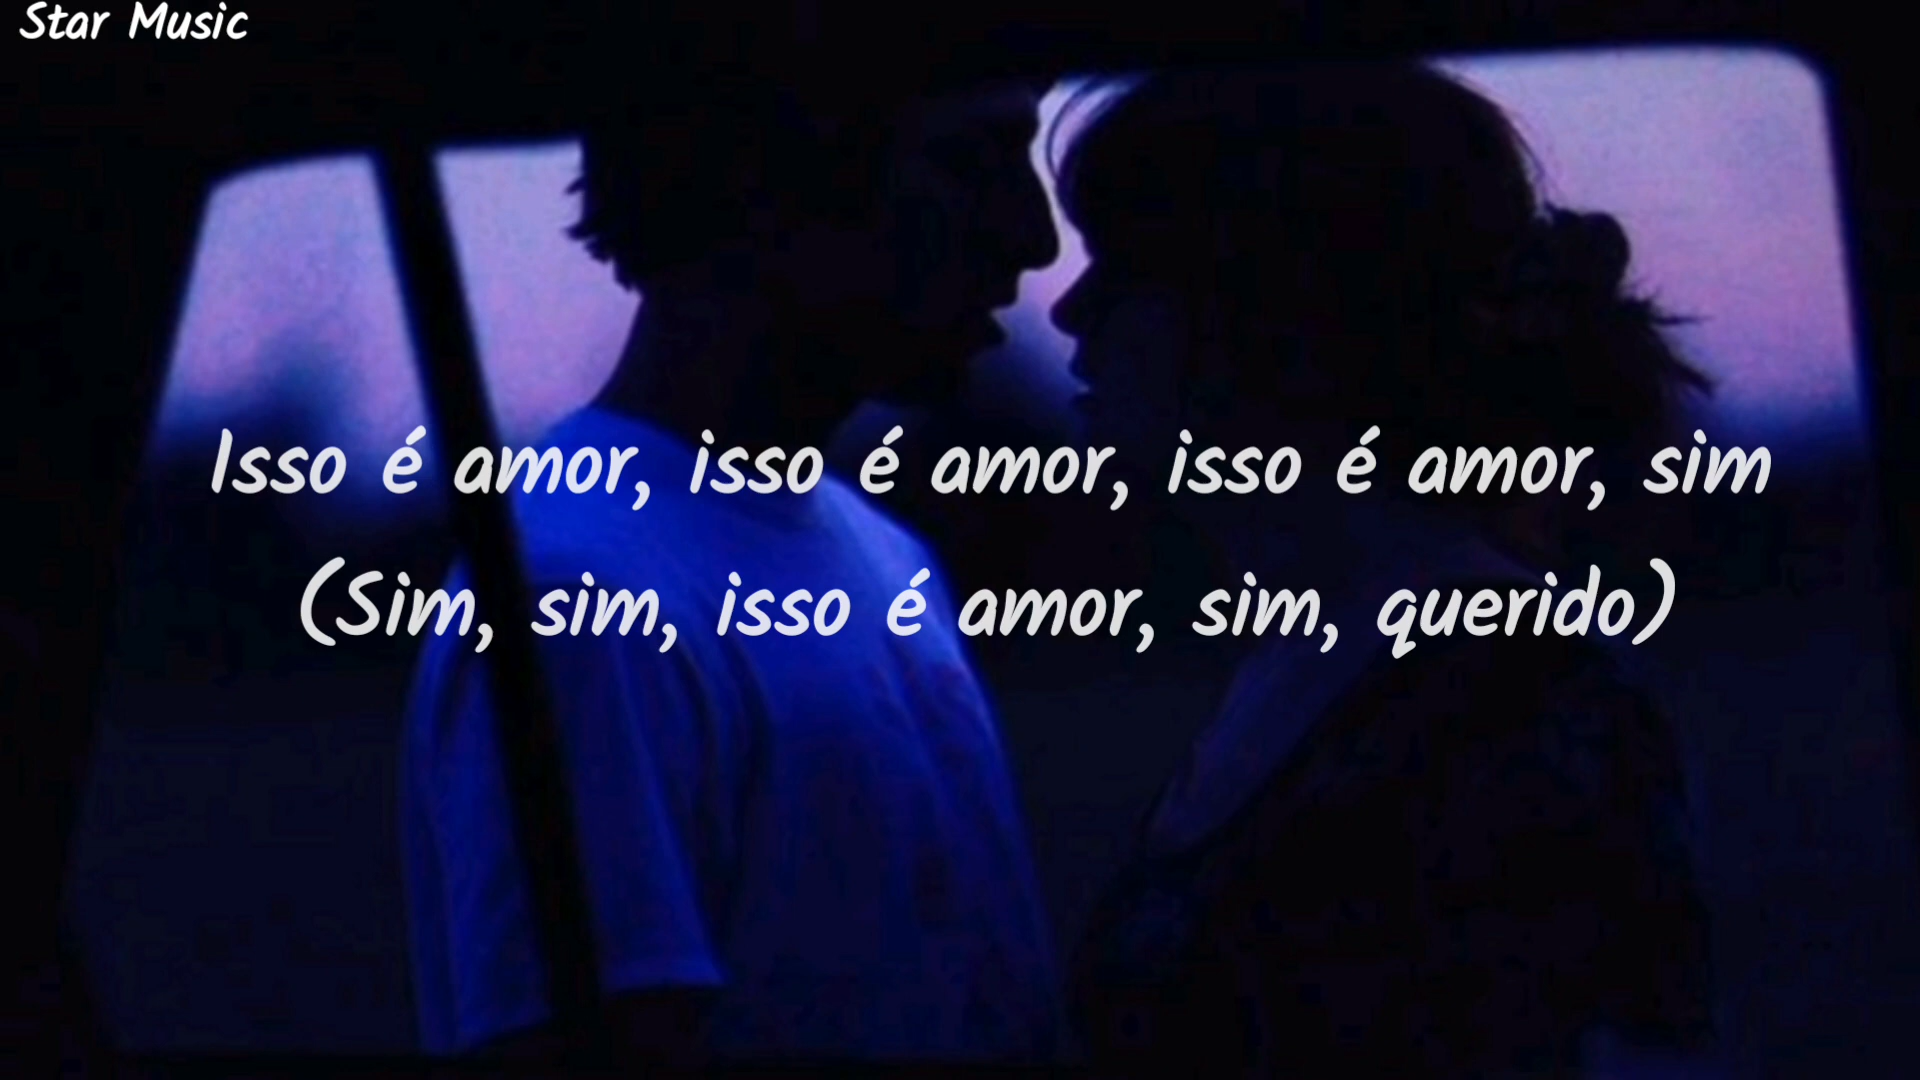 Star Music
Isso é amor, isso é amor, isso é amor, sim
(Sim, sim, isso é amor, sim, querido)